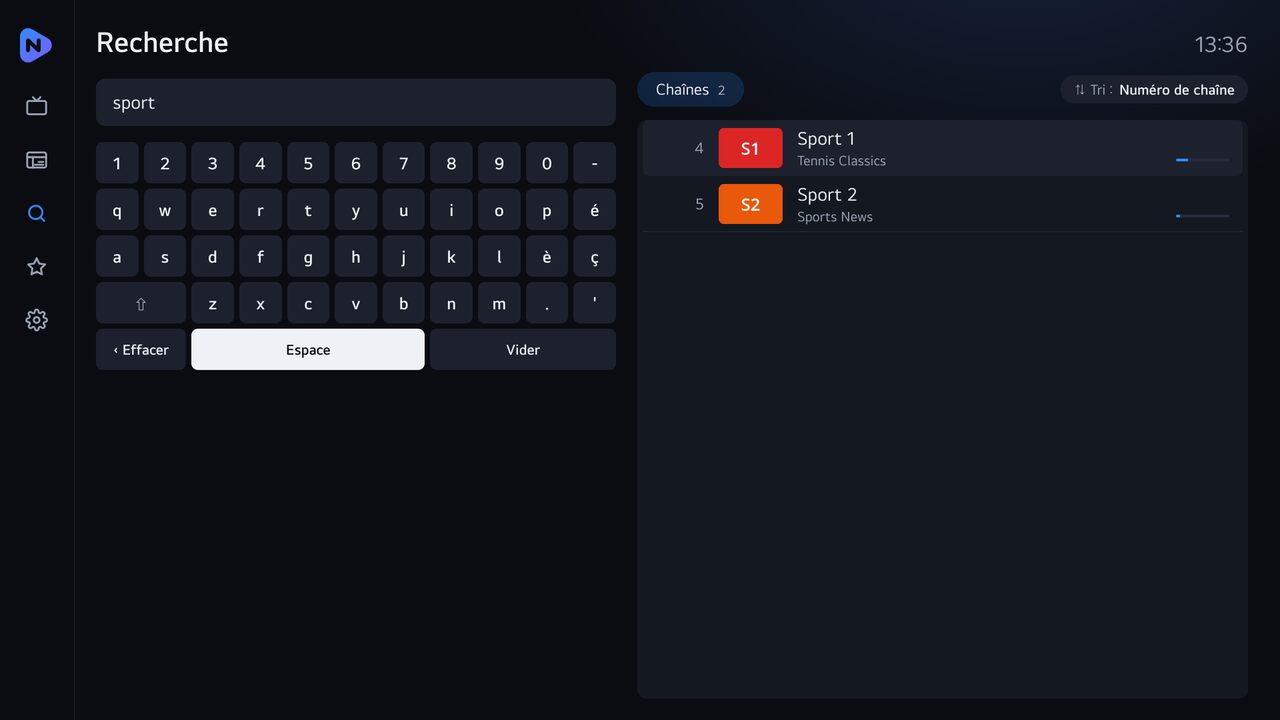 Recherche
13:36
sport
Chaînes 2
Tri : Numéro de chaîne
1 2 3 4 5 6 7 8 9 0 -
q w e r t y u i o p é
a s d f g h j k l è ç
⇧ z x c v b n m . '
‹ Effacer Espace Vider
4 S1 Sport 1
Tennis Classics
5 S2 Sport 2
Sports News
N